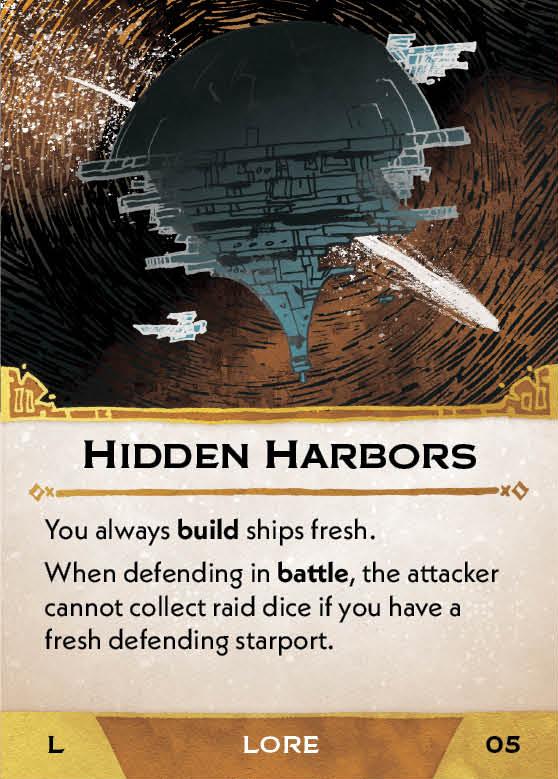 HIDDEN HARBORS
You always build ships fresh.
When defending in battle, the attacker
cannot collect raid dice if you have a
fresh defending starport.
L LORE 05